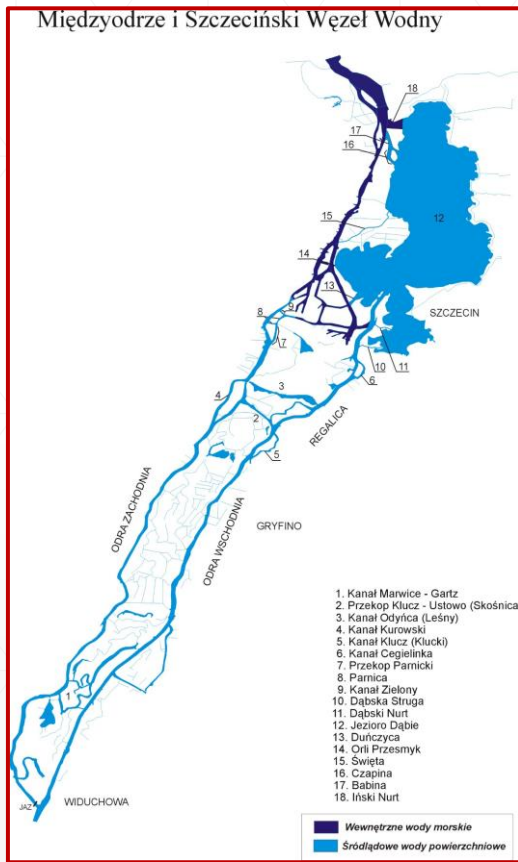 Międzyodrze i Szczeciński Węzeł Wodny
18
17
16
12
15
14
13
SZCZECIN
9
8
7
11
10
6
3
4
2
REGALICA
5
ODRA ZACHODNIA
ODRA WSCHODNIA
GRYFINO
1. Kanał Marwice - Gartz
2. Przekop Klucz - Ustowo (Skośnica
3. Kanał Odyńca (Leśny)
4. Kanał Kurowski
5. Kanał Klucz (Klucki)
6. Kanał Cegielinka
7. Przekop Parnicki
8. Parnica
9. Kanał Zielony
10. Dąbska Struga
11. Dąbski Nurt
12. Jezioro Dąbie
13. Duńczyca
14. Orli Przesmyk
15. Święta
16. Czapina
17. Babina
18. Iński Nurt
1
JAZ
WIDUCHOWA
Wewnętrzne wody morskie
Śródlądowe wody powierzchniowe